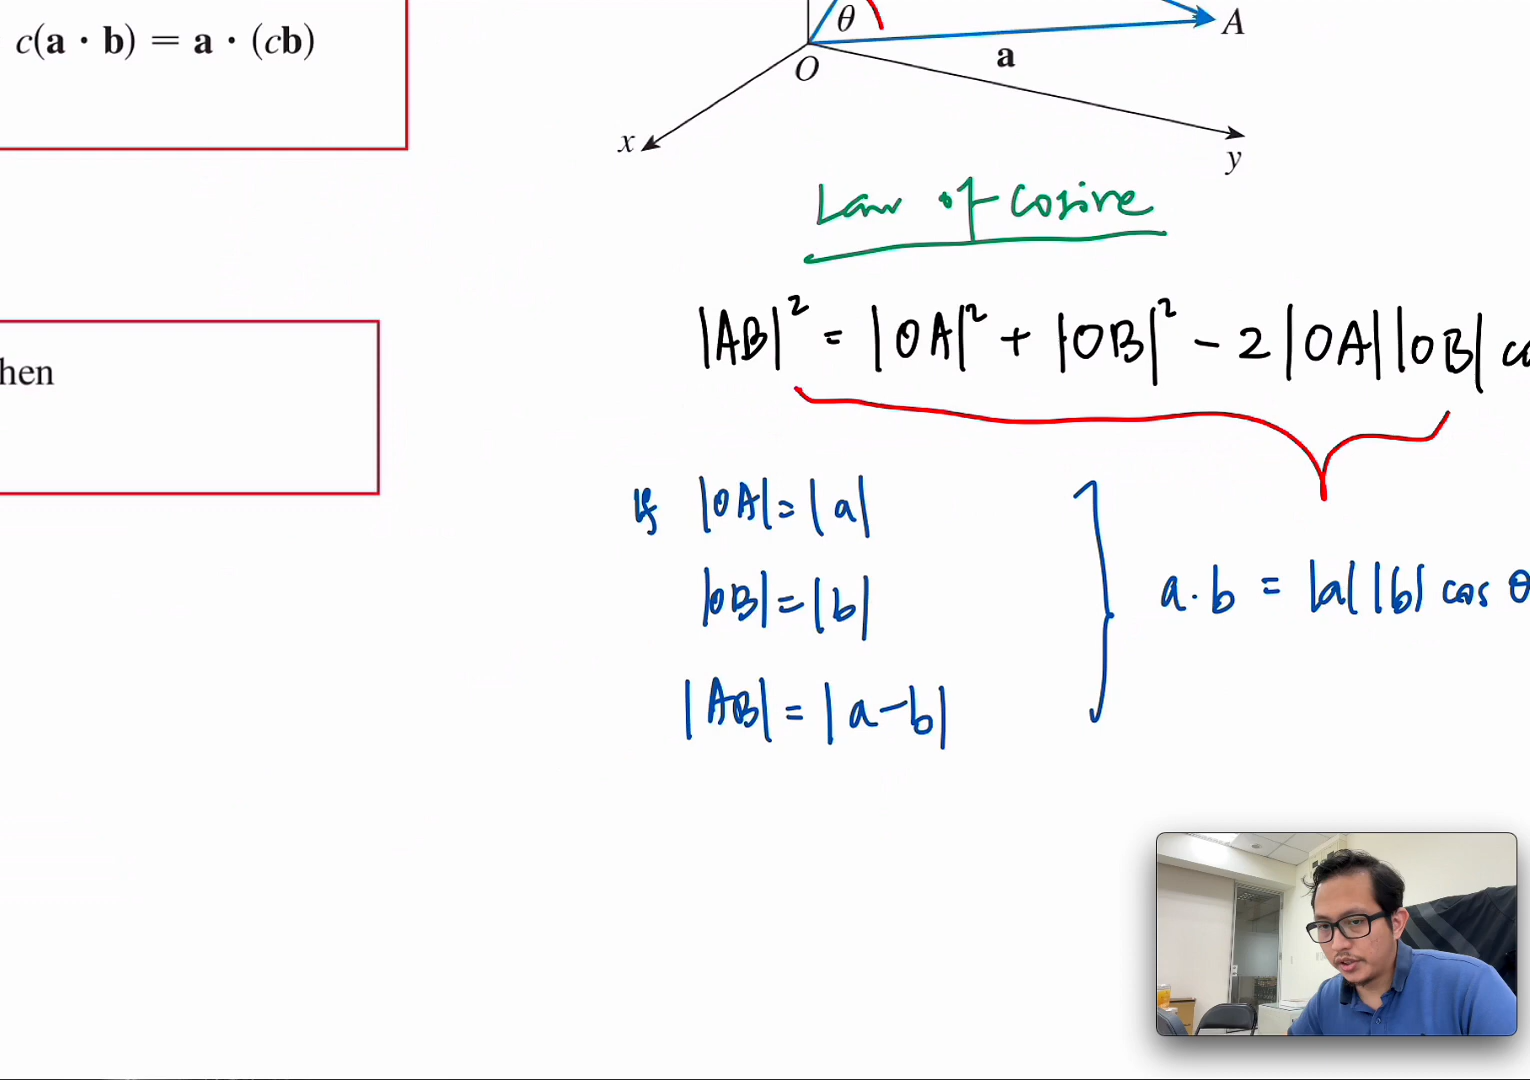 c(a · b) = a · (cb)
θ
A
a
O
x
y
Law of Cosine
|AB|² = |OA|² + |OB|² - 2 |OA| |OB| co
hen
If |OA| = |a|
|OB| = |b|
|AB| = |a-b|
a · b = |a| |b| cos θ